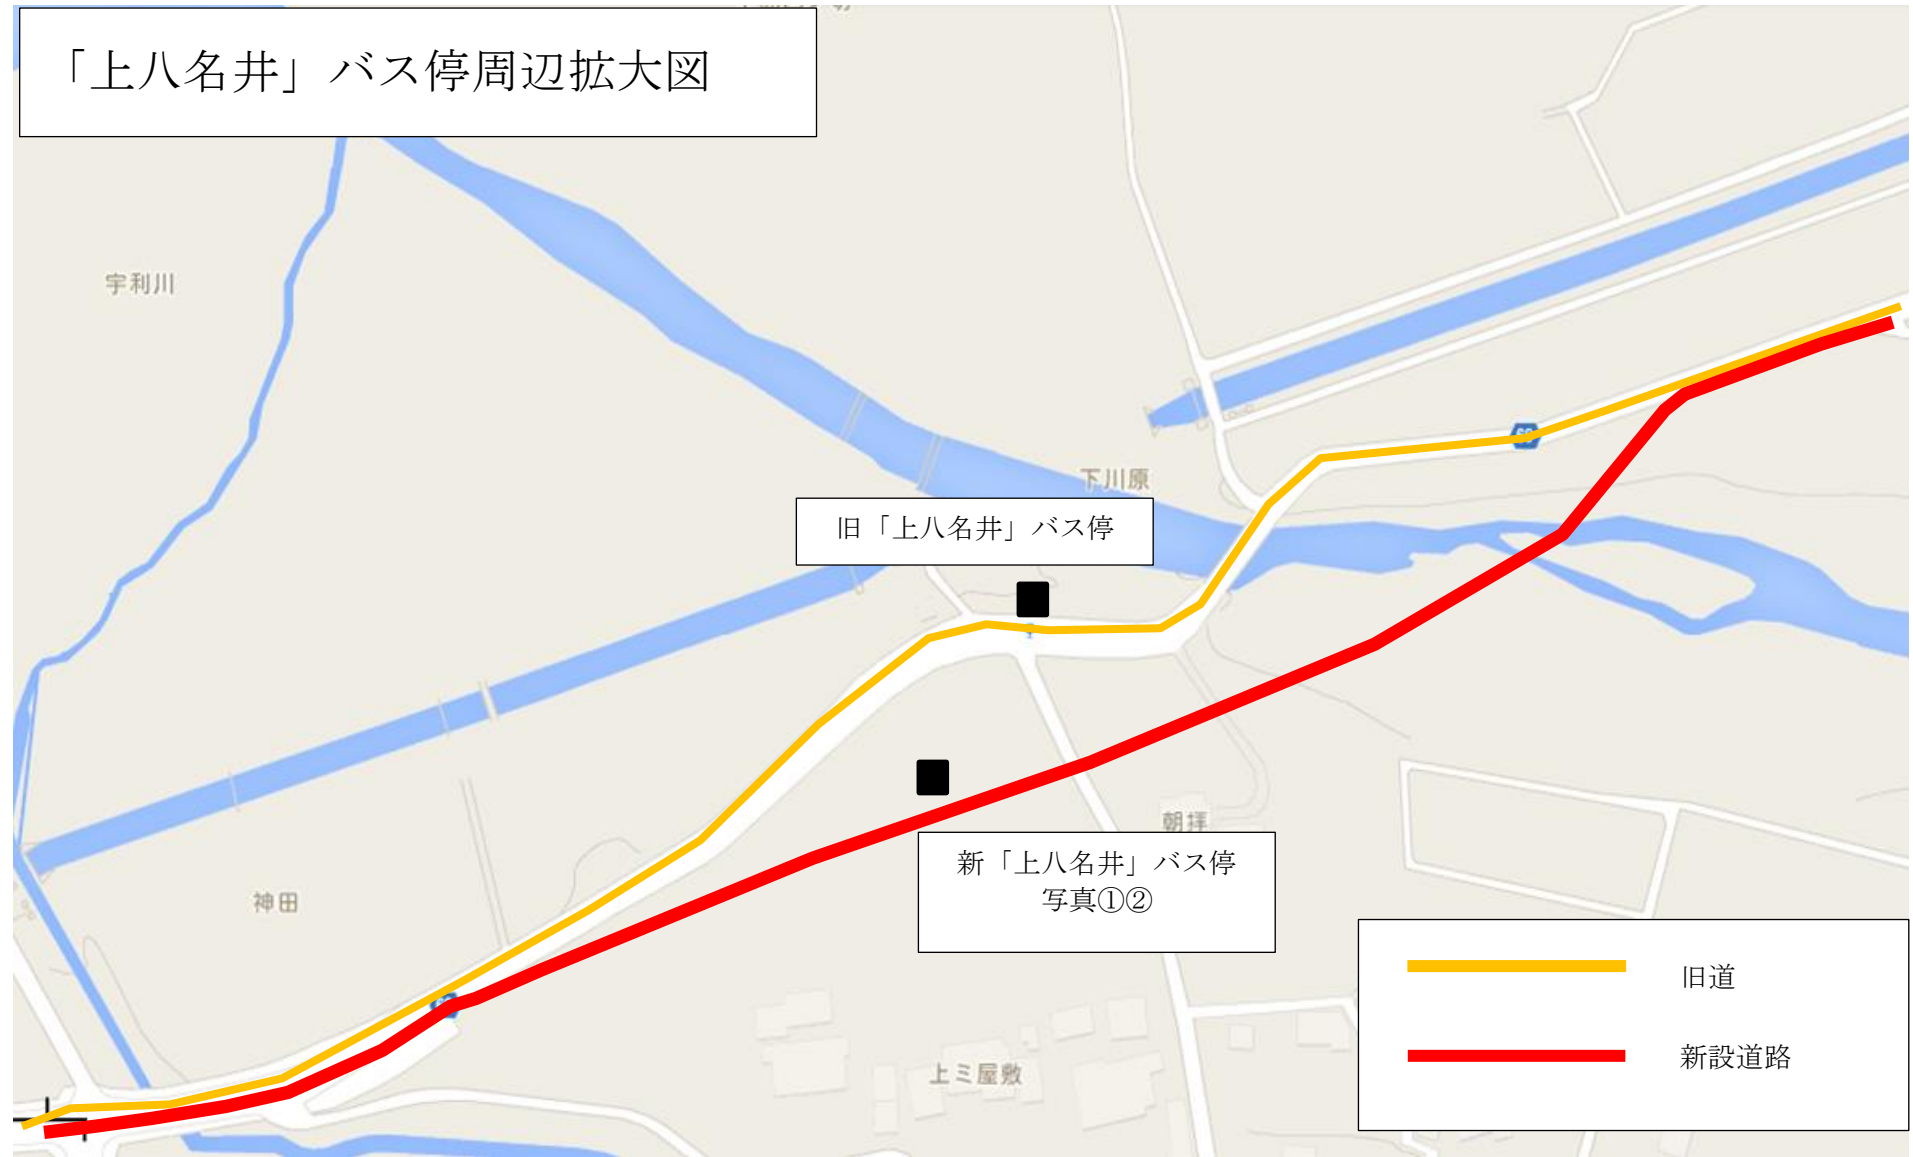 「上八名井」バス停周辺拡大図
宇利川
下川原
旧「上八名井」バス停
朝拝
新「上八名井」バス停
写真①②
神田
旧道
新設道路
上ミ屋敷